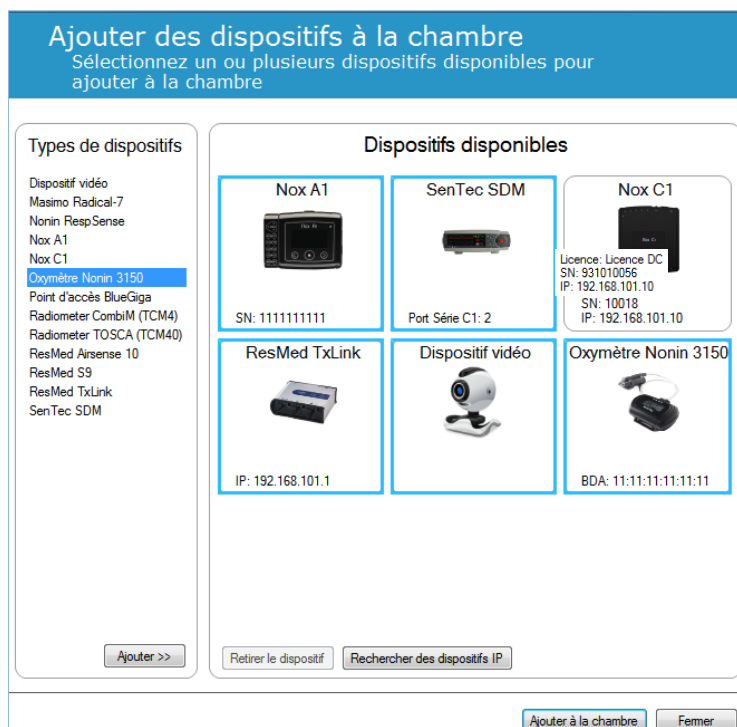 Ajouter des dispositifs à la chambre
Sélectionnez un ou plusieurs dispositifs disponibles pour
ajouter à la chambre
Types de dispositifs
Dispositif vidéo
Masimo Radical-7
Nonin RespSense
Nox A1
Nox C1
Oxymètre Nonin 3150
Point d'accès BlueGiga
Radiometer CombiM (TCM4)
Radiometer TOSCA (TCM40)
ResMed Airsense 10
ResMed S9
ResMed TxLink
SenTec SDM
Ajouter >>
Dispositifs disponibles
Nox A1
SN: 1111111111
SenTec SDM
Port Série C1: 2
Nox C1
Nox C1
Licence: Licence DC
SN: 931010056
IP: 192.168.101.10
SN: 10018
IP: 192.168.101.10
ResMed TxLink
IP: 192.168.101.1
Dispositif vidéo
Oxymètre Nonin 3150
BDA: 11:11:11:11:11:11
Retirer le dispositif
Rechercher des dispositifs IP
Ajouter à la chambre
Fermer